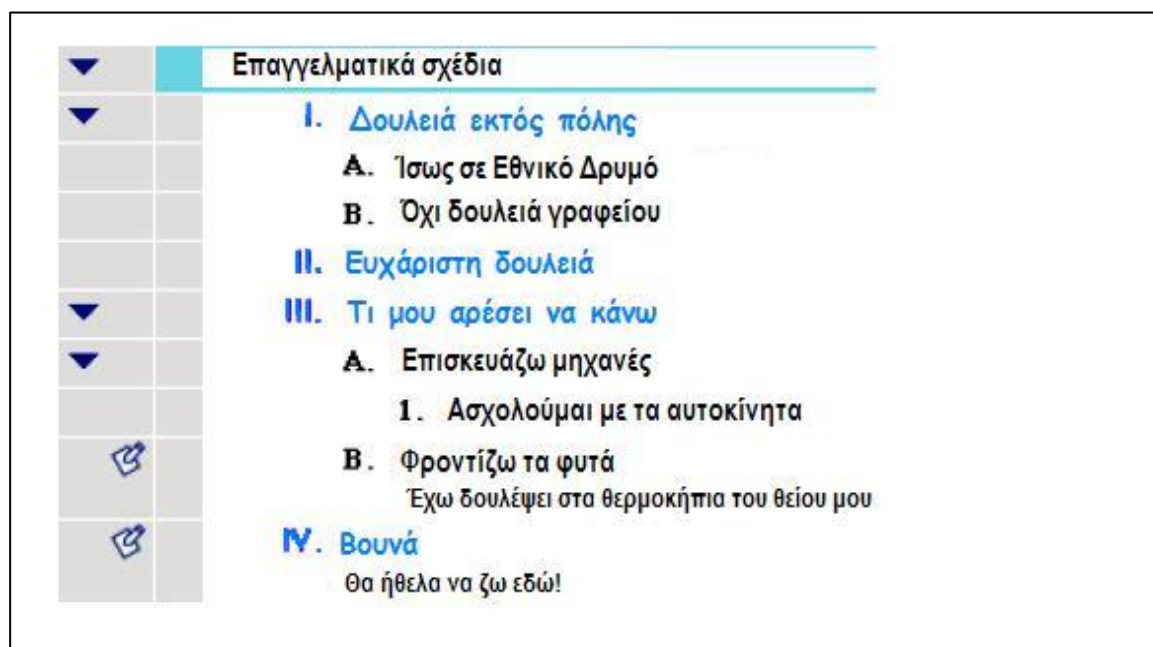 Επαγγελματικά σχέδια
I. Δουλειά εκτός πόλης
A. Ίσως σε Εθνικό Δρυμό
B. Όχι δουλειά γραφείου
II. Ευχάριστη δουλειά
III. Τι μου αρέσει να κάνω
A. Επισκευάζω μηχανές
1. Ασχολούμαι με τα αυτοκίνητα
B. Φροντίζω τα φυτά
Έχω δουλέψει στα θερμοκήπια του θείου μου
IV. Βουνά
Θα ήθελα να ζω εδώ!